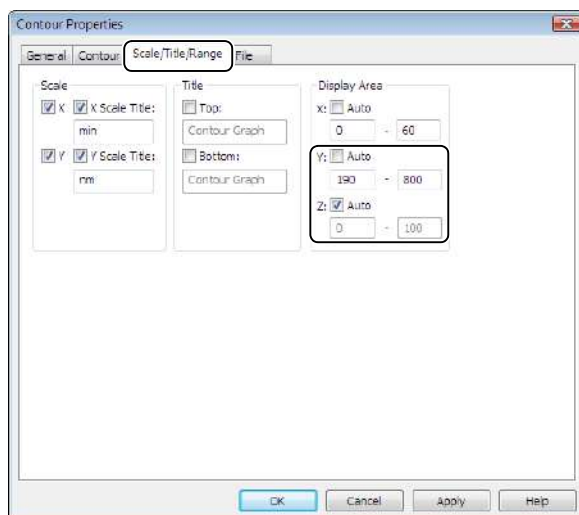 Contour Properties
General Contour Scale/Title/Range File
Scale Title Display Area
X X Scale Title: Top: X: Auto
min Contour Graph 0 - 60
Y Y Scale Title: Bottom: Y: Auto
nm Contour Graph 190 - 800
Z: Auto
0 - 100
OK Cancel Apply Help